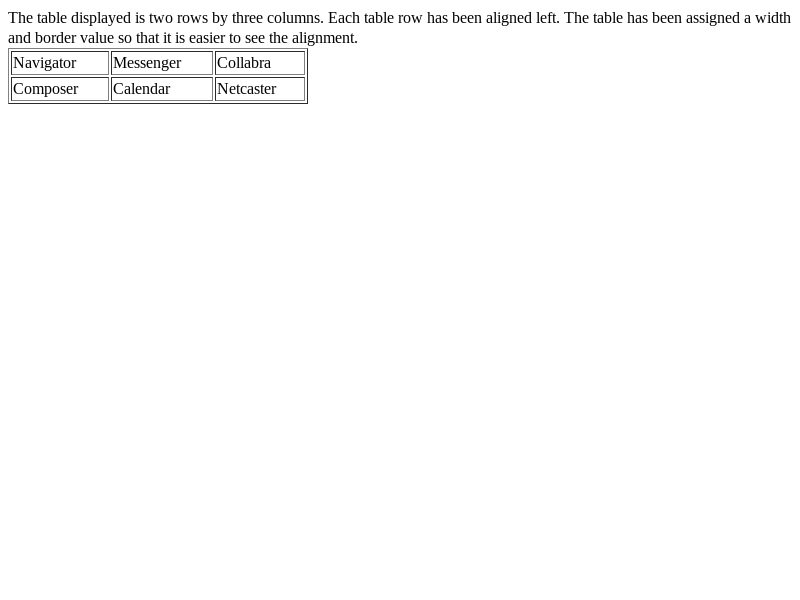 The table displayed is two rows by three columns. Each table row has been aligned left. The table has been assigned a width
and border value so that it is easier to see the alignment.
Navigator Messenger Collabra
Composer Calendar Netcaster